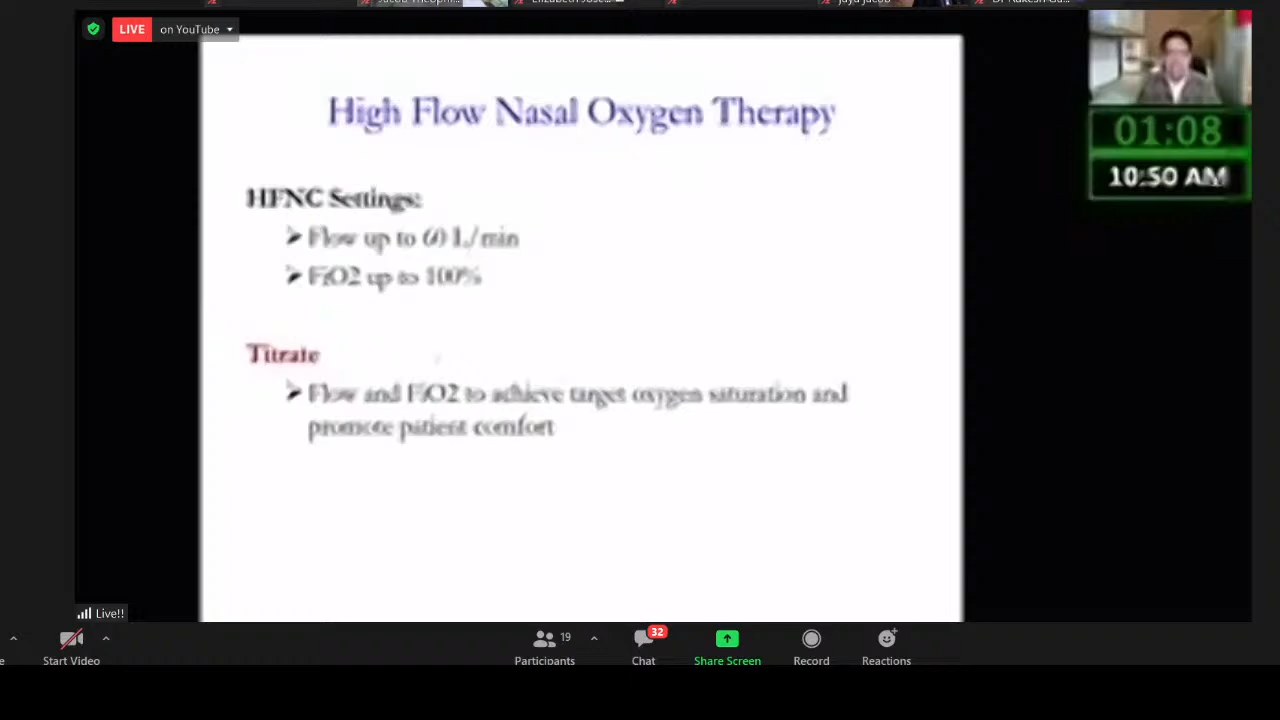 LIVE on YouTube
High Flow Nasal Oxygen Therapy
01:08
10:50 AM
HFNC Settings:
➢ Flow up to 60 L/min
➢ FiO2 up to 100%
Titrate
➢ Flow and FiO2 to achieve target oxygen saturation and
promote patient comfort
Live!!
19
32
Start Video
Participants
Chat
Share Screen
Record
Reactions